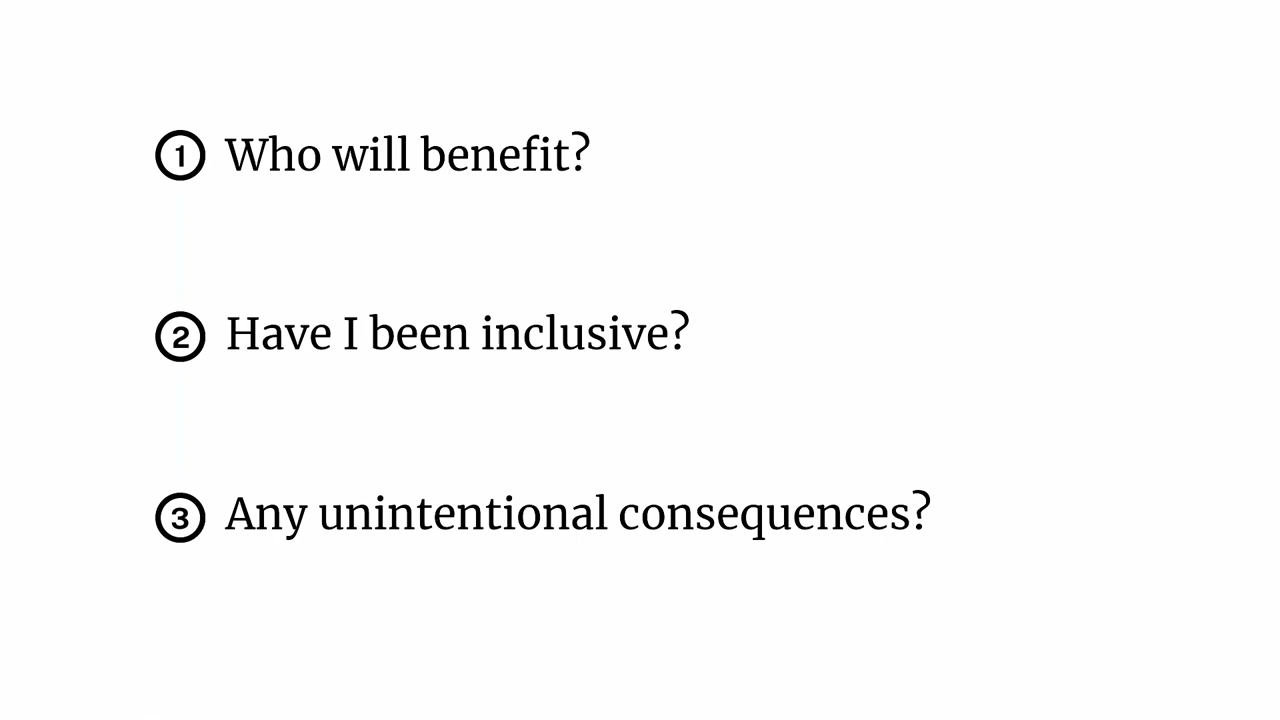 1 Who will benefit?
2 Have I been inclusive?
3 Any unintentional consequences?